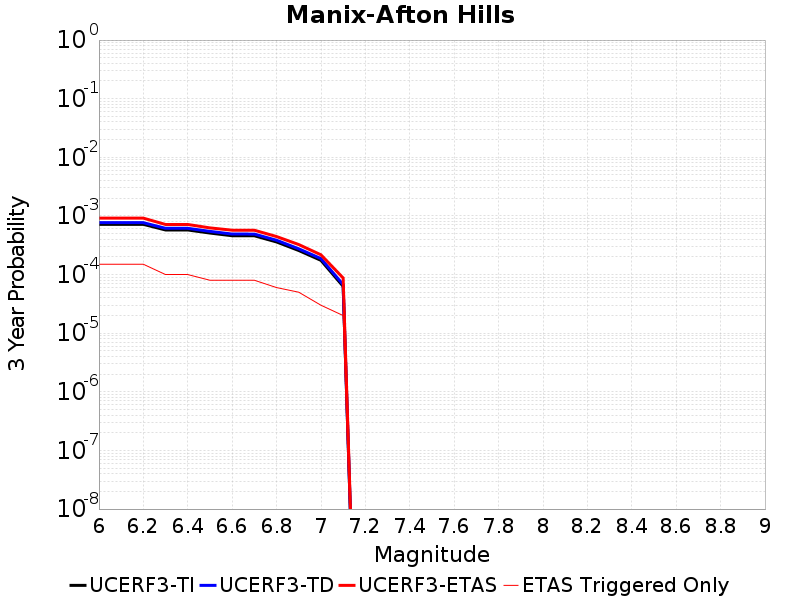 Manix-Afton Hills
10^0
10^-1
10^-2
10^-3
10^-4
10^-5
10^-6
10^-7
10^-8
3 Year Probability
6 6.2 6.4 6.6 6.8 7 7.2 7.4 7.6 7.8 8 8.2 8.4 8.6 8.8 9
Magnitude
UCERF3-TI UCERF3-TD UCERF3-ETAS ETAS Triggered Only